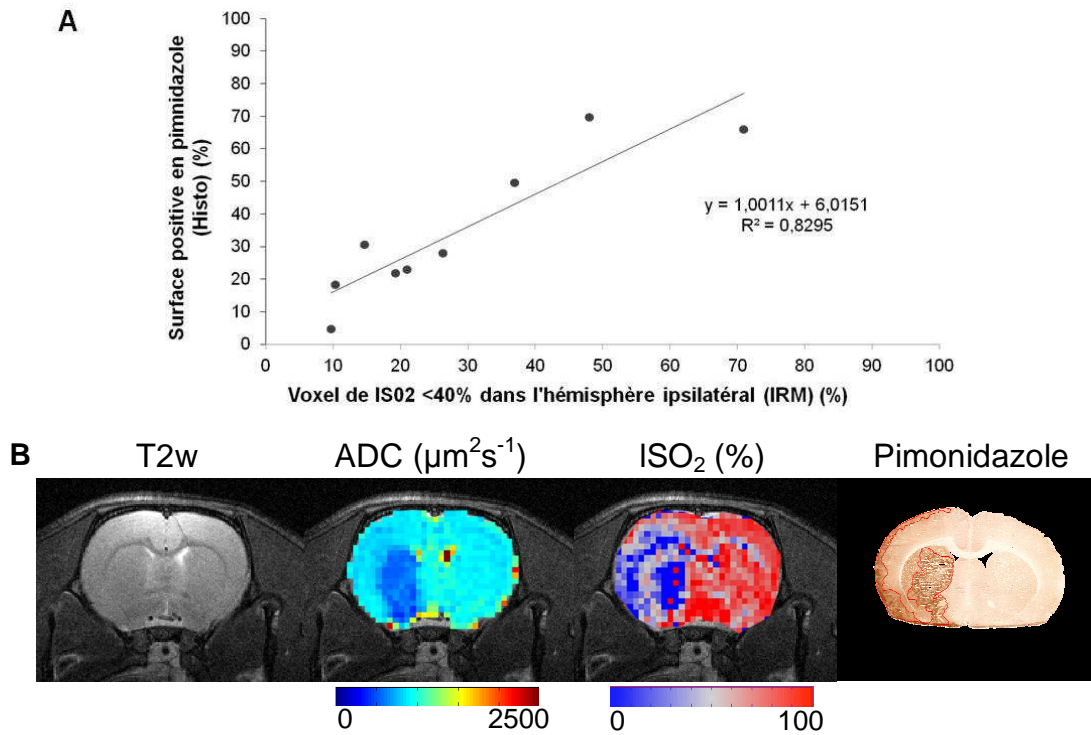 A
100
90
80
70
60
50
40
30
20
10
0
Surface positive en pimnidazole
(Histo) (%)
y = 1,0011x + 6,0151
R² = 0,8295
0 10 20 30 40 50 60 70 80 90 100
Voxel de IS02 <40% dans l'hémisphère ipsilatéral (IRM) (%)
B T2w ADC (µm²s⁻¹) ISO₂ (%) Pimonidazole
0 2500 0 100